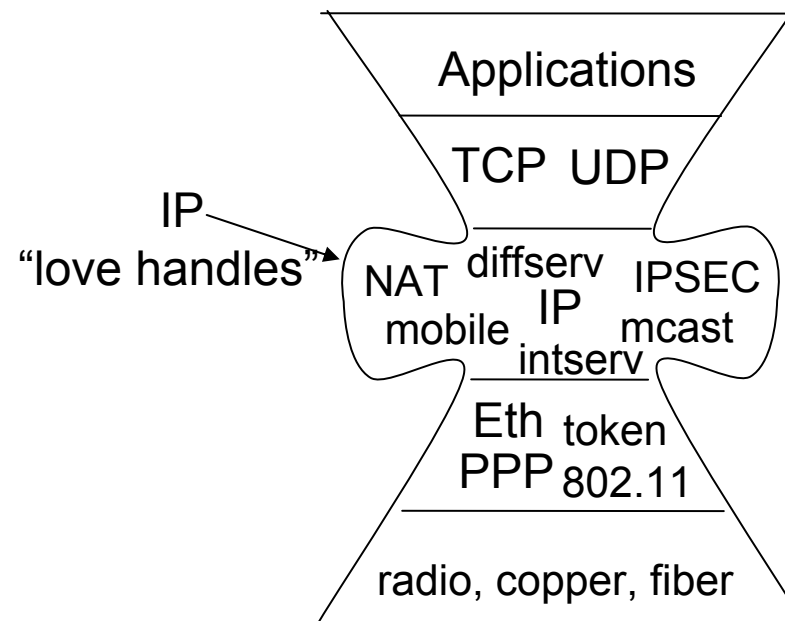 Applications
TCP UDP
IP
“love handles”
diffserv
NAT IPSEC
IP
mobile mcast
intserv
Eth token
PPP 802.11
radio, copper, fiber